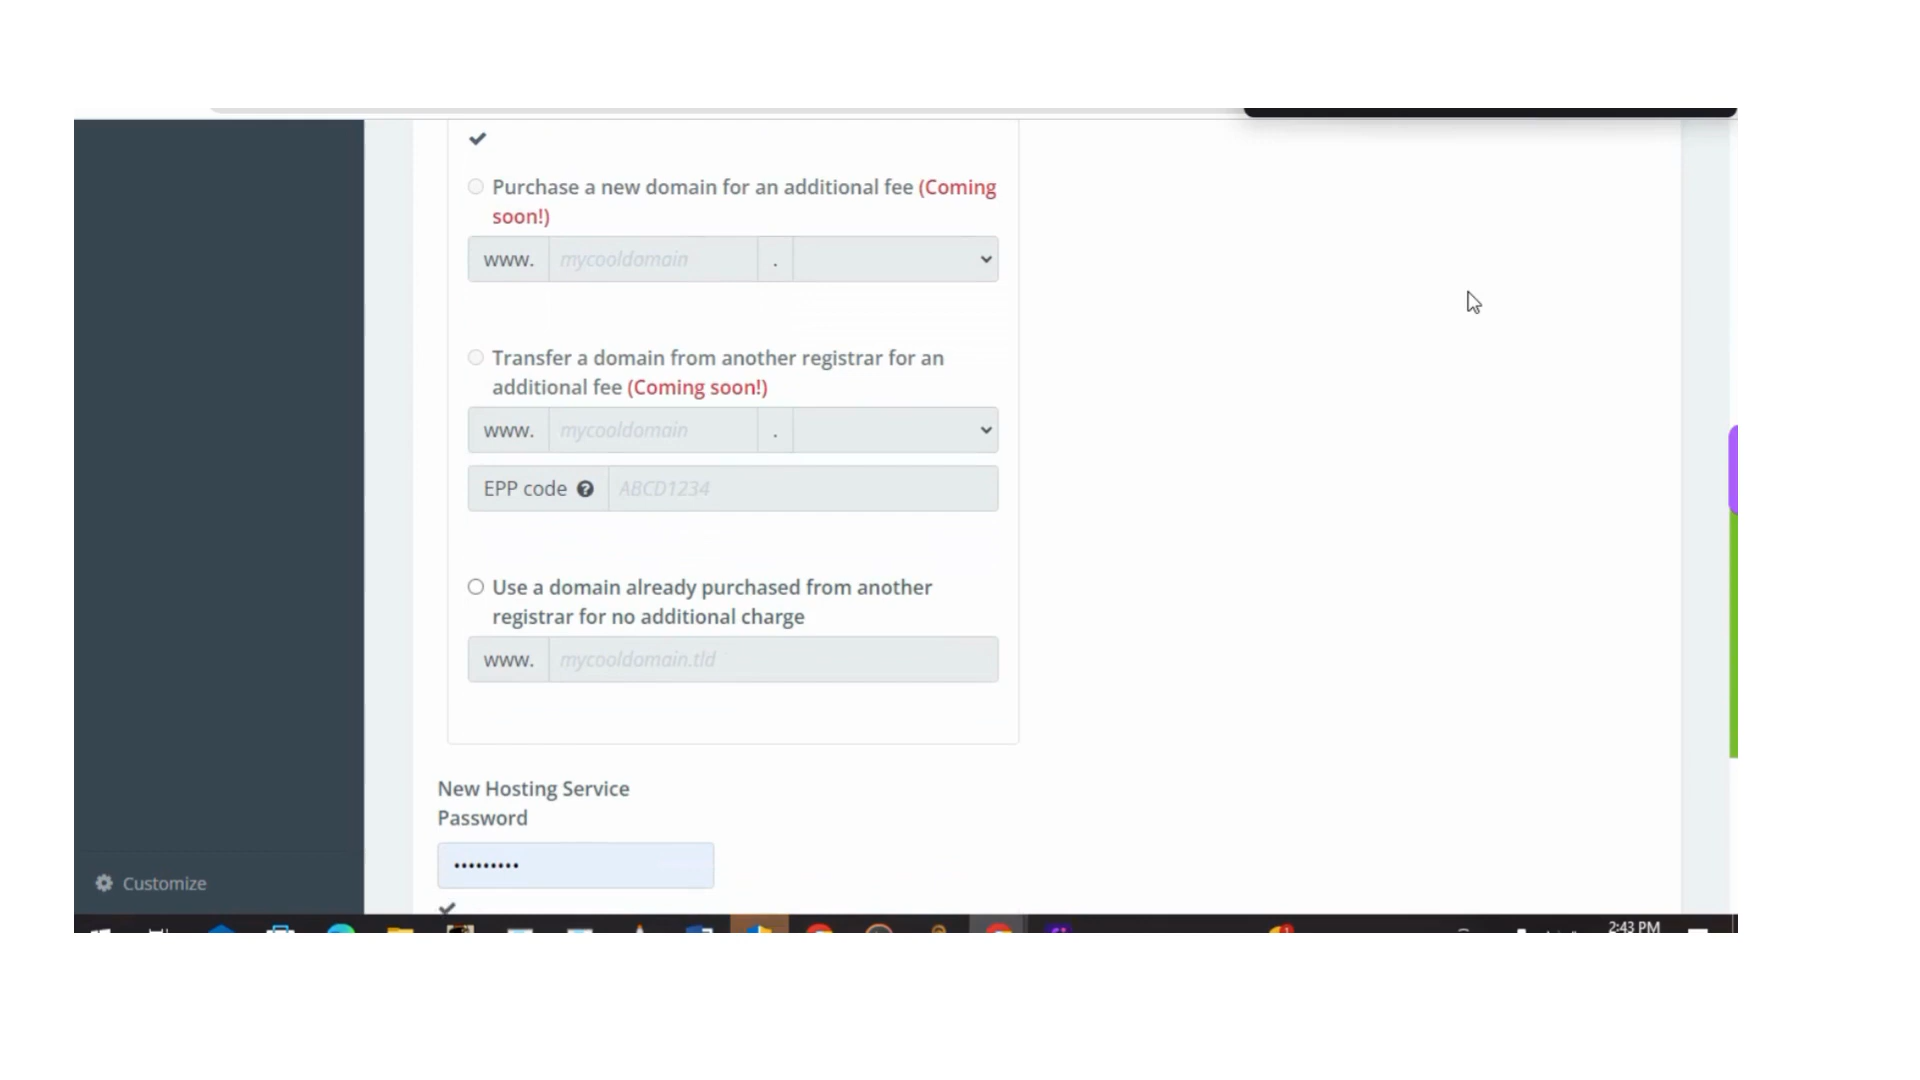 Purchase a new domain for an additional fee (Coming
soon!)
www. mycooldomain .
Transfer a domain from another registrar for an
additional fee (Coming soon!)
www. mycooldomain .
EPP code ? ABCD1234
Use a domain already purchased from another
registrar for no additional charge
www. mycooldomain.tld
New Hosting Service
Password
•••••••••
Customize
2:43 PM